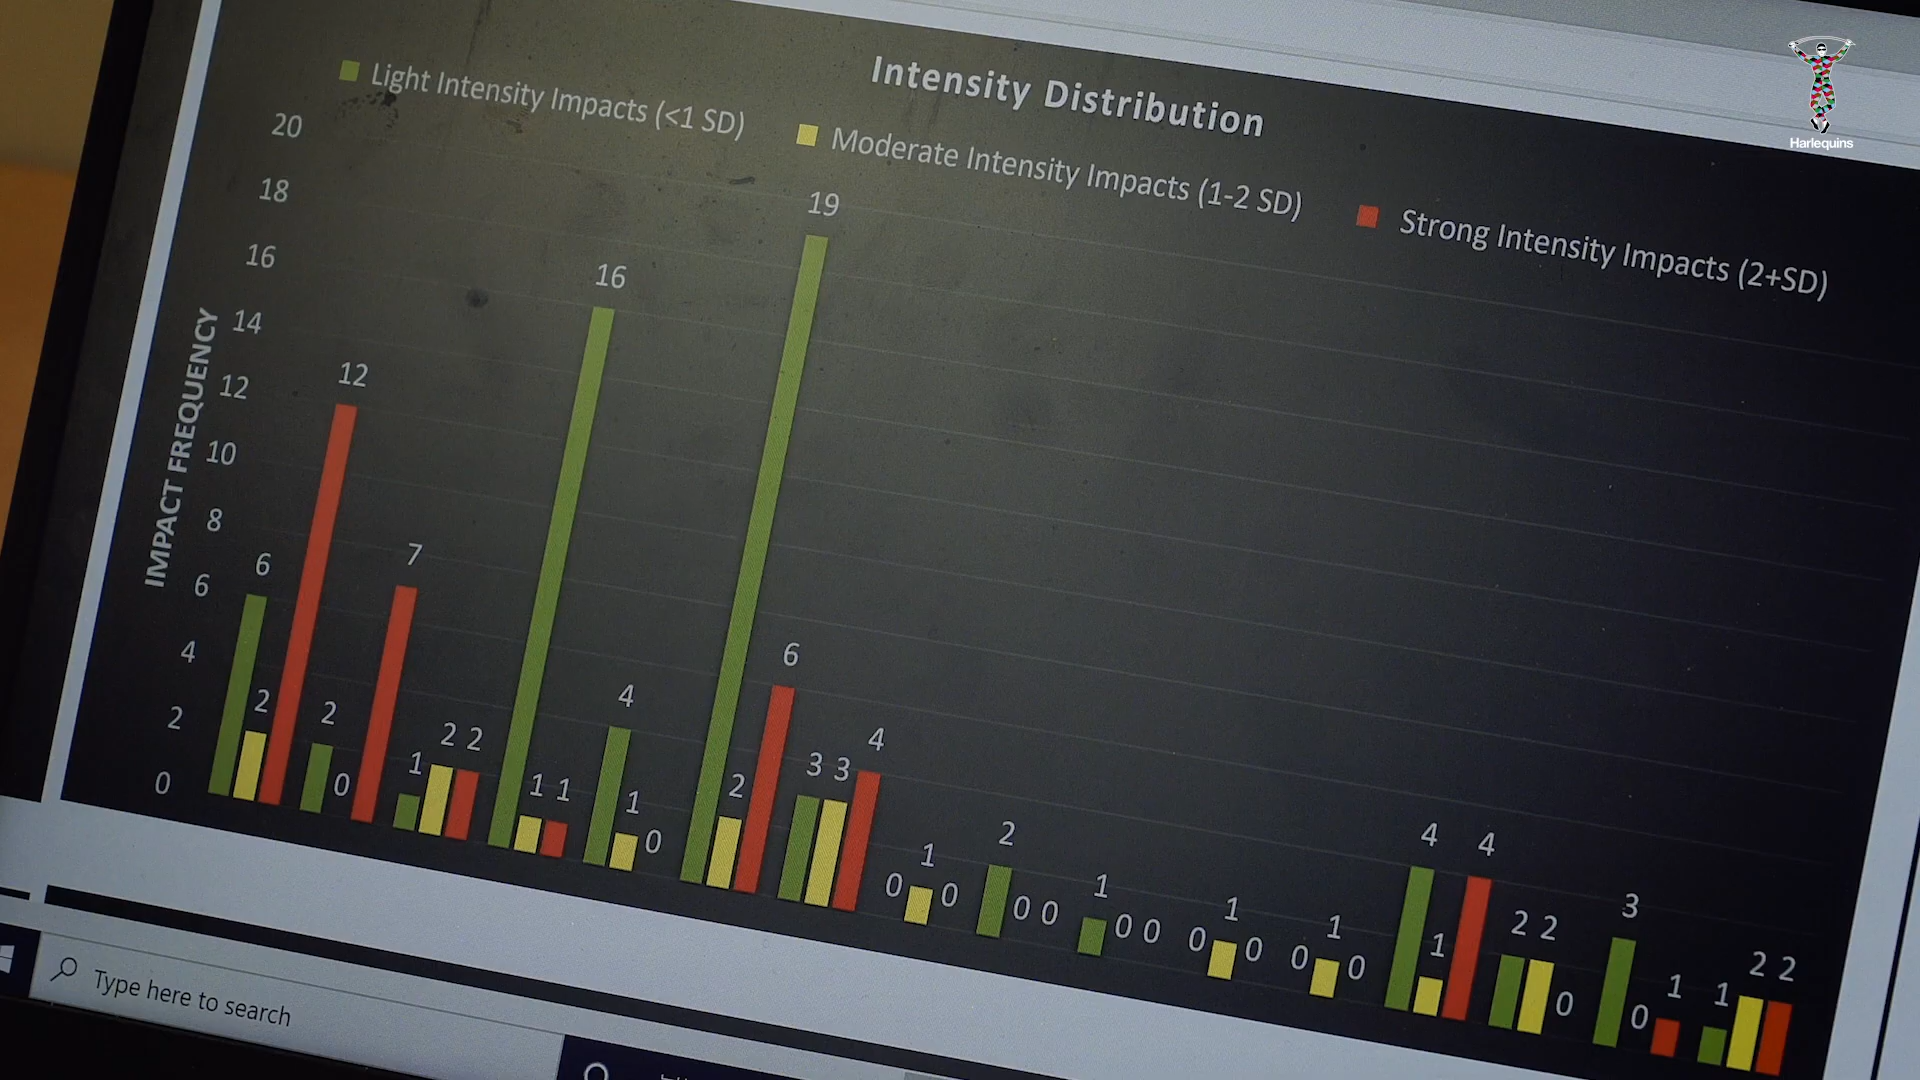 Intensity Distribution
Light Intensity Impacts (<1 SD)
Moderate Intensity Impacts (1-2 SD)
Strong Intensity Impacts (2+SD)
Harlequins
IMPACT FREQUENCY
20
18
16
14
12
10
8
6
4
2
0
6 2 12
2 0 7
1 2 2
16 1 1
4 1 0
19 2 6
3 3 4
0 1 0
2 0 0
1 0 0
0 1 0
0 1 0
4 1 4
2 2 0
3 0 1
1 2 2
Type here to search